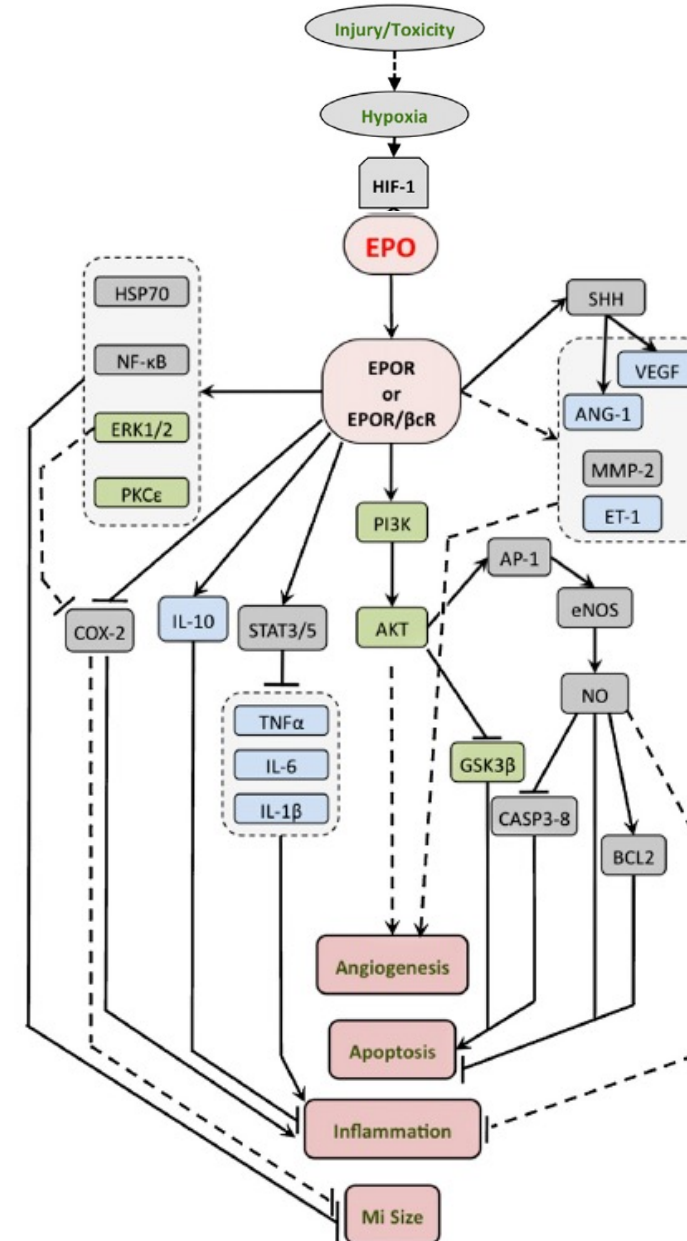 Injury/Toxicity
Hypoxia
HIF-1
EPO
HSP70
NF-κB
ERK1/2
PKCε
EPOR
or
EPOR/βcR
SHH
VEGF
ANG-1
MMP-2
ET-1
PI3K
AKT
AP-1
eNOS
NO
COX-2
IL-10
STAT3/5
TNFα
IL-6
IL-1β
GSK3β
CASP3-8
BCL2
Angiogenesis
Apoptosis
Inflammation
Mi Size